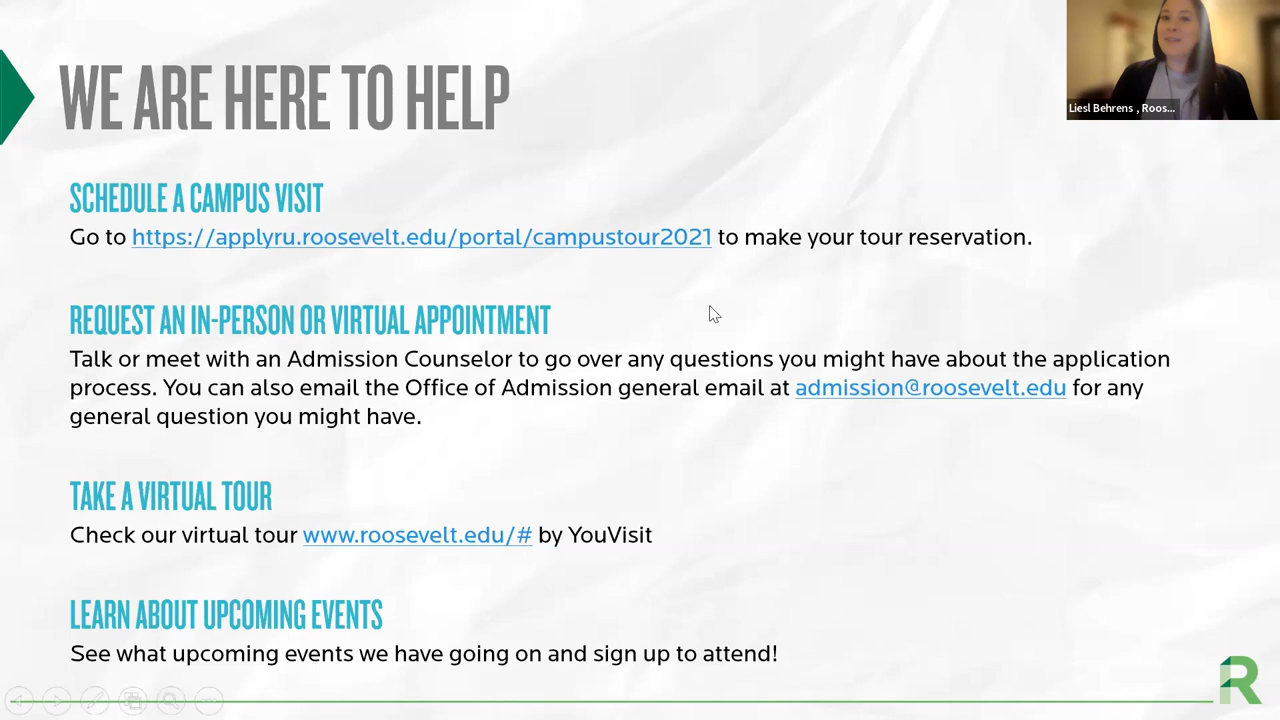 WE ARE HERE TO HELP
Liesl Behrens , Roos...
SCHEDULE A CAMPUS VISIT
Go to https://applyru.roosevelt.edu/portal/campustour2021 to make your tour reservation.
REQUEST AN IN-PERSON OR VIRTUAL APPOINTMENT
Talk or meet with an Admission Counselor to go over any questions you might have about the application
process. You can also email the Office of Admission general email at admission@roosevelt.edu for any
general question you might have.
TAKE A VIRTUAL TOUR
Check our virtual tour www.roosevelt.edu/# by YouVisit
LEARN ABOUT UPCOMING EVENTS
See what upcoming events we have going on and sign up to attend!
R